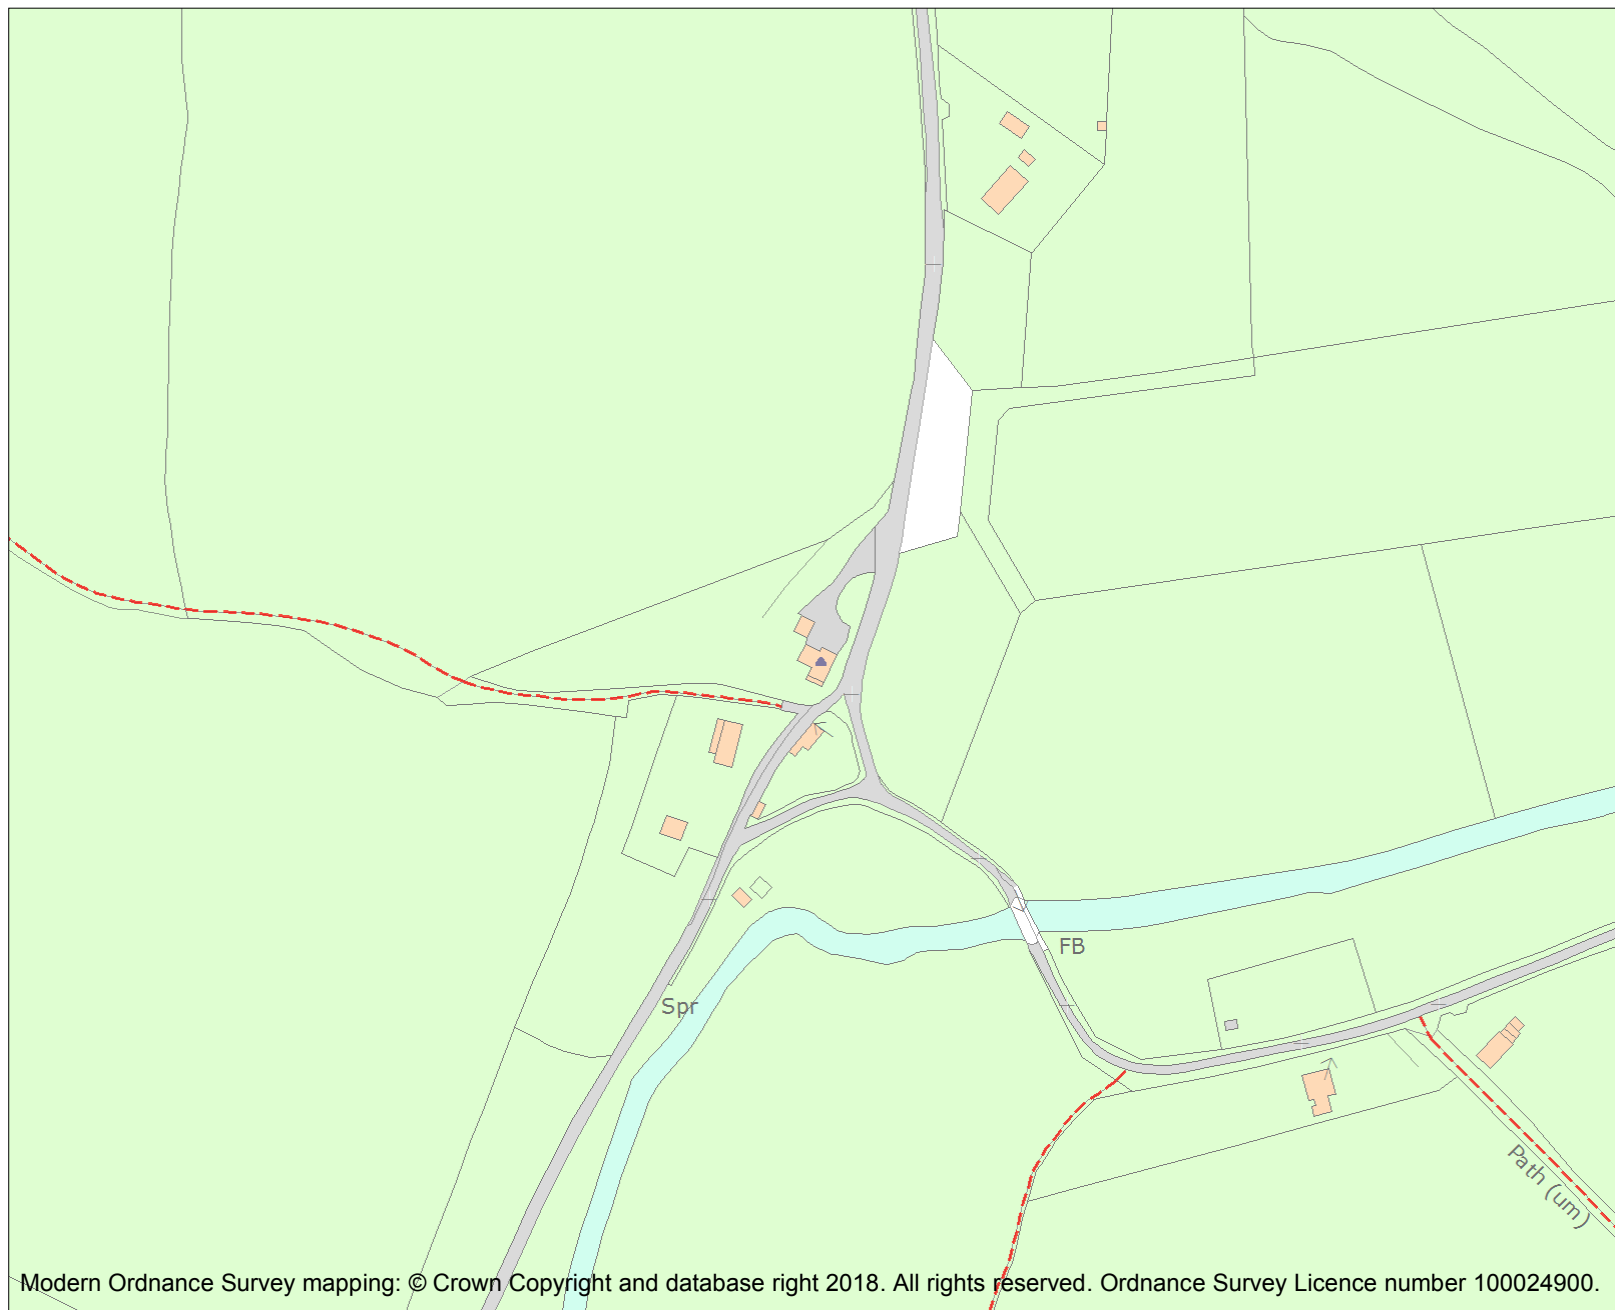 FB
Spr
Path (um)
Modern Ordnance Survey mapping: © Crown Copyright and database right 2018. All rights reserved. Ordnance Survey Licence number 100024900.